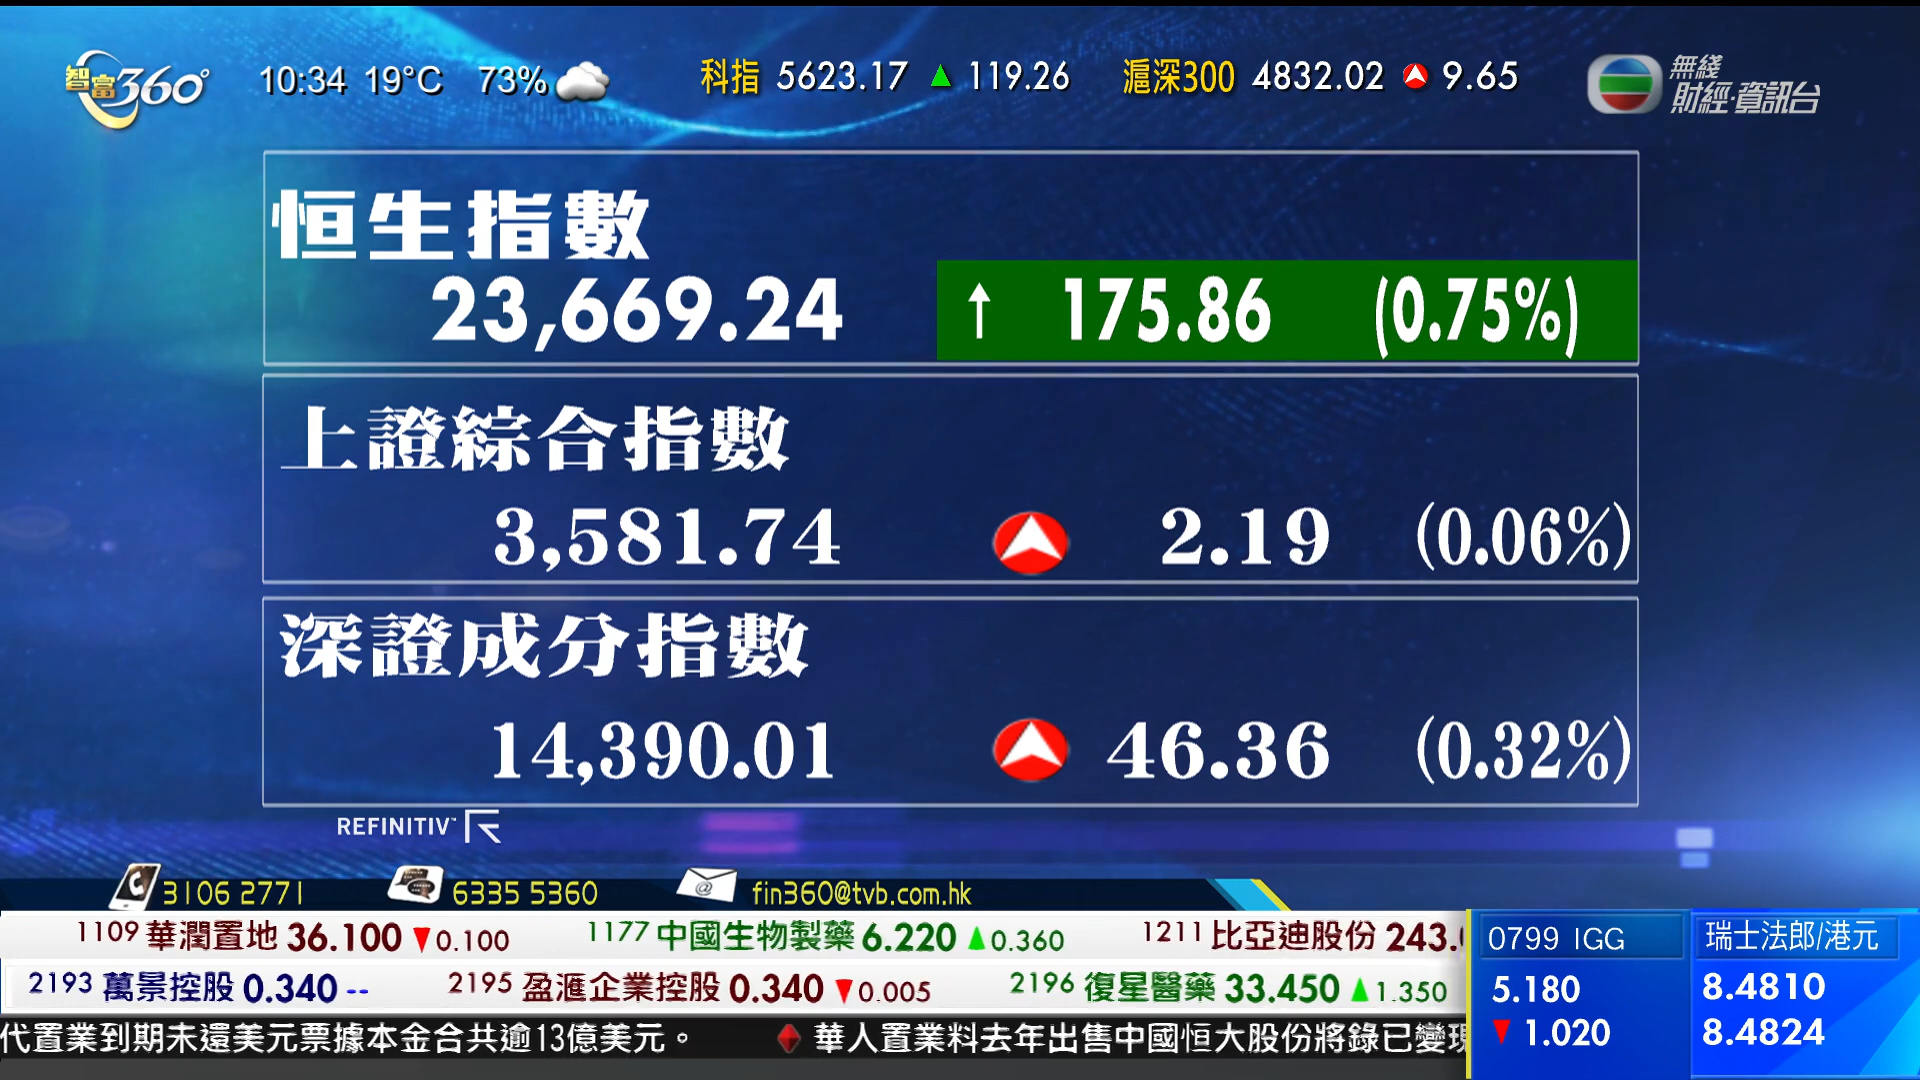 智富360° 10:34 19°C 73% 科指 5623.17 ▲ 119.26 滬深300 4832.02 9.65 無綫
財經·資訊台
恒生指數
23,669.24 ↑ 175.86 (0.75%)
上證綜合指數
3,581.74 2.19 (0.06%)
深證成分指數
14,390.01 46.36 (0.32%)
REFINITIV™
3106 2771 6335 5360 fin360@tvb.com.hk
1109 華潤置地 36.100 ▼0.100 1177 中國生物製藥 6.220 ▲0.360 1211 比亞迪股份 243.
2193 萬景控股 0.340 -- 2195 盈滙企業控股 0.340 ▼0.005 2196 復星醫藥 33.450 ▲1.350
代置業到期未還美元票據本金合共逾13億美元。 華人置業料去年出售中國恒大股份將錄已變現
0799 IGG
5.180
▼ 1.020
瑞士法郎/港元
8.4810
8.4824